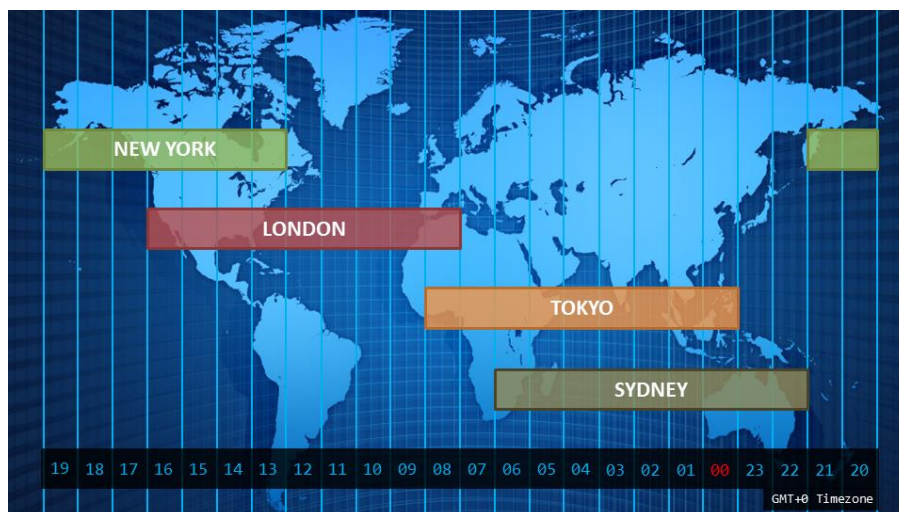 NEW YORK
LONDON
TOKYO
SYDNEY
19 18 17 16 15 14 13 12 11 10 09 08 07 06 05 04 03 02 01 00 23 22 21 20
GMT+0 Timezone